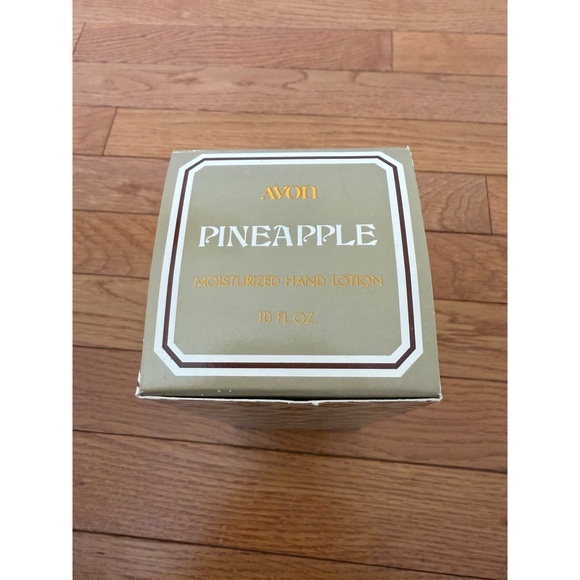 AVON
PINEAPPLE
MOISTURIZED HAND LOTION
10 FL OZ